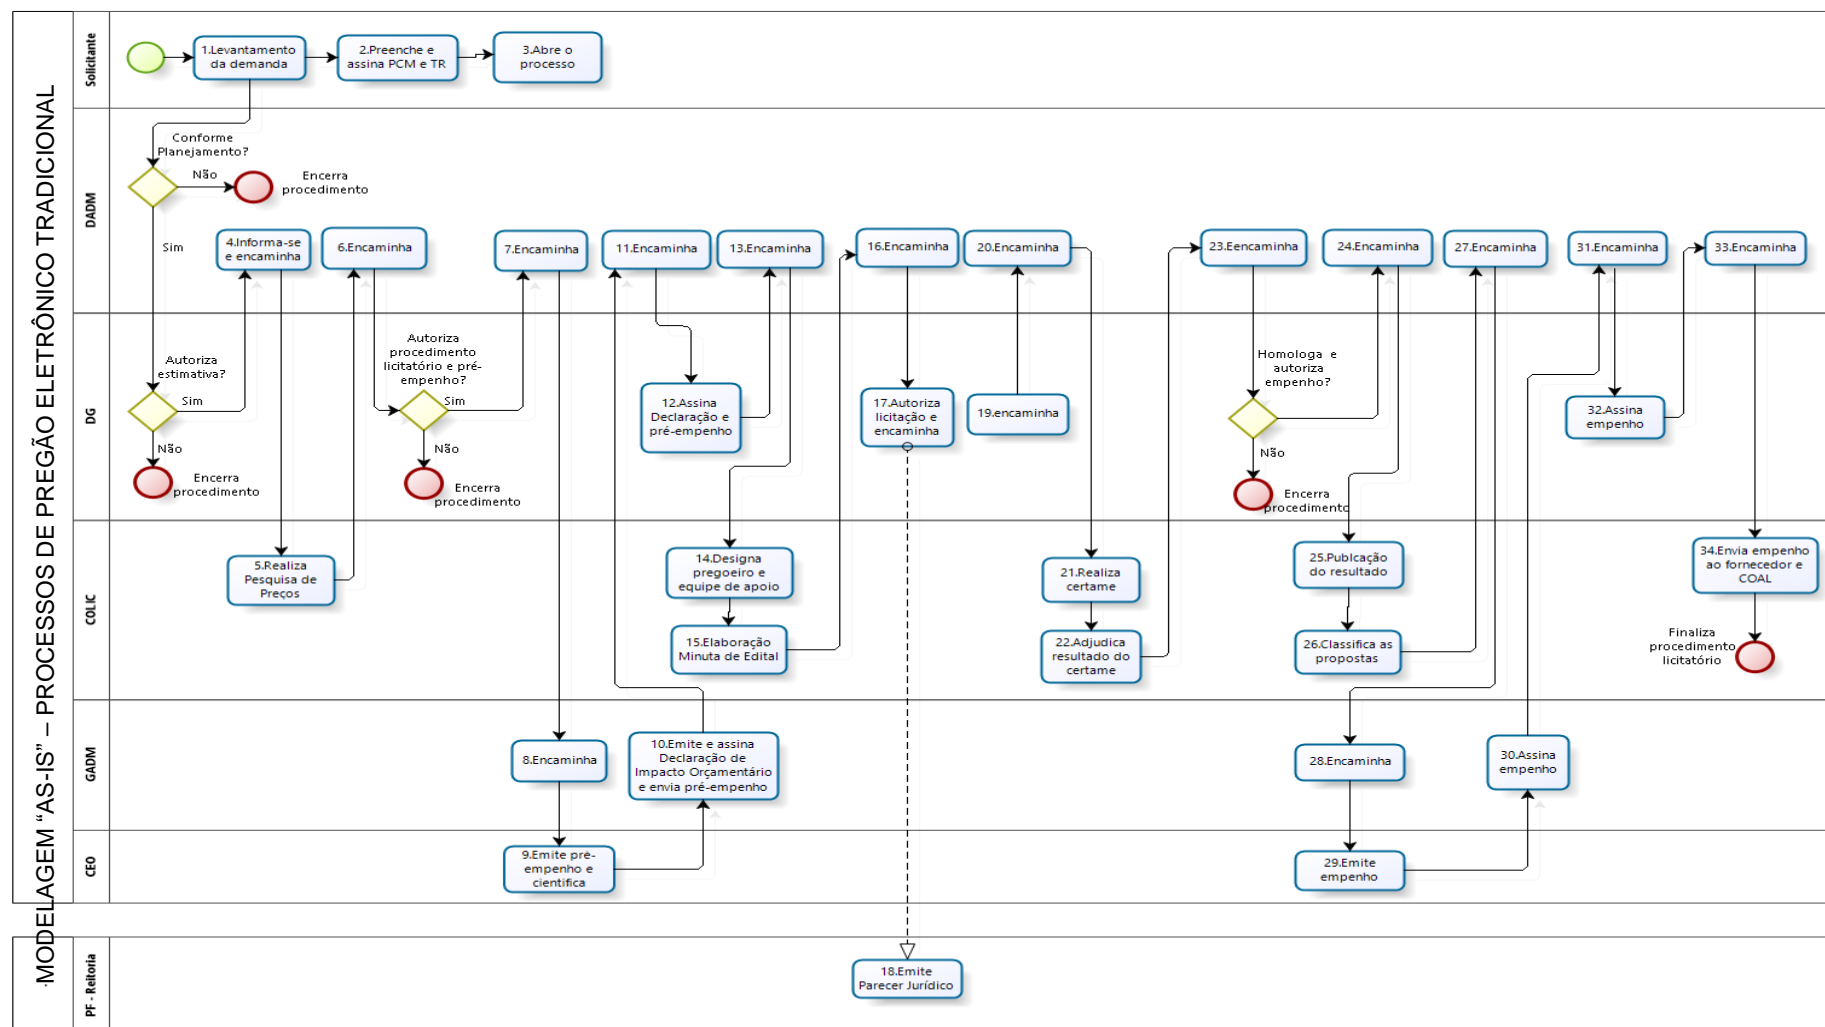 ·MODELAGEM “AS-IS” – PROCESSOS DE PREGÃO ELETRÔNICO TRADICIONAL
Solicitante
1.Levantamento
da demanda
2.Preenche e
assina PCM e TR
3.Abre o
processo
DADM
Conforme
Planejamento?
Não
Encerra
procedimento
Sim
4.Informa-se
e encaminha
6.Encaminha
7.Encaminha
11.Encaminha
13.Encaminha
16.Encaminha
20.Encaminha
23.Eencaminha
24.Encaminha
27.Encaminha
31.Encaminha
33.Encaminha
DG
Autoriza
estimativa?
Sim
Não
Encerra
procedimento
Autoriza
procedimento
licitatório e pré-
empenho?
Sim
Não
Encerra
procedimento
12.Assina
Declaração e
pré-empenho
17.Autoriza
licitação e
encaminha
19.encaminha
Homologa e
autoriza
empenho?
Não
Encerra
procedimento
32.Assina
empenho
COLIC
5.Realiza
Pesquisa de
Preços
14.Designa
pregoeiro e
equipe de apoio
15.Elaboração
Minuta de Edital
21.Realiza
certame
22.Adjudica
resultado do
certame
25.Publcação
do resultado
26.Classifica as
propostas
34.Envia empenho
ao fornecedor e
COAL
Finaliza
procedimento
licitatório
GADM
8.Encaminha
10.Emite e assina
Declaração de
Impacto Orçamentário
e envia pré-empenho
28.Encaminha
30.Assina
empenho
CEO
9.Emite pré-
empenho e
cientifica
29.Emite
empenho
PF - Reitoria
18.Emite
Parecer Jurídico